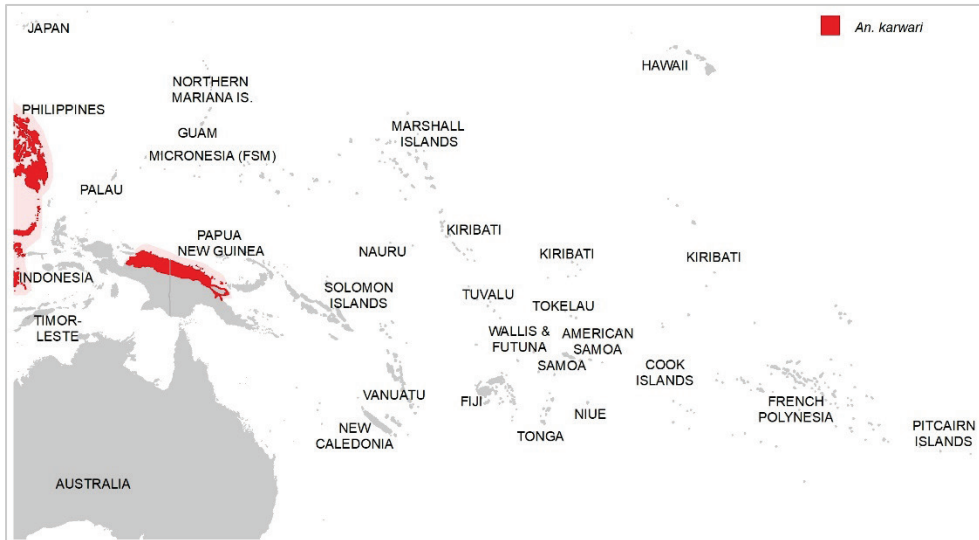 JAPAN
An. karwari
HAWAII
NORTHERN
MARIANA IS.
PHILIPPINES
GUAM
MARSHALL
ISLANDS
MICRONESIA (FSM)
PALAU
KIRIBATI
PAPUA
NEW GUINEA
NAURU
KIRIBATI
KIRIBATI
INDONESIA
SOLOMON
ISLANDS
TUVALU
TOKELAU
TIMOR-
LESTE
WALLIS &
FUTUNA
AMERICAN
SAMOA
SAMOA
COOK
ISLANDS
VANUATU
FIJI
FRENCH
POLYNESIA
NIUE
NEW
CALEDONIA
TONGA
PITCAIRN
ISLANDS
AUSTRALIA